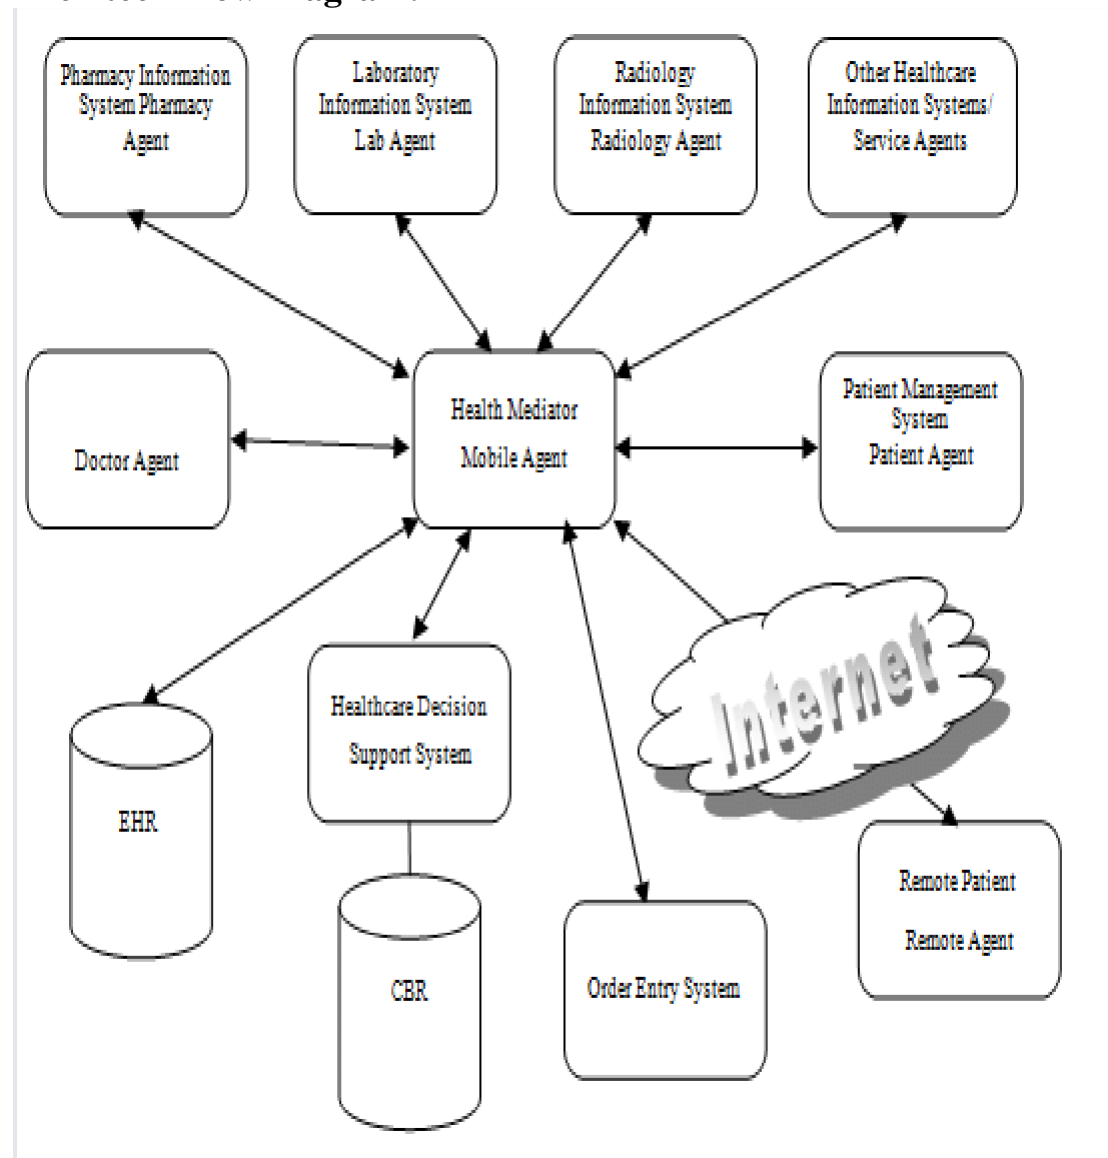 Pharmacy Information
System Pharmacy
Agent
Laboratory
Information System
Lab Agent
Radiology
Information System
Radiology Agent
Other Healthcare
Information Systems/
Service Agents
Doctor Agent
Health Mediator
Mobile Agent
Patient Management
System
Patient Agent
Internet
Healthcare Decision
Support System
EHR
Remote Patient
Remote Agent
CBR
Order Entry System